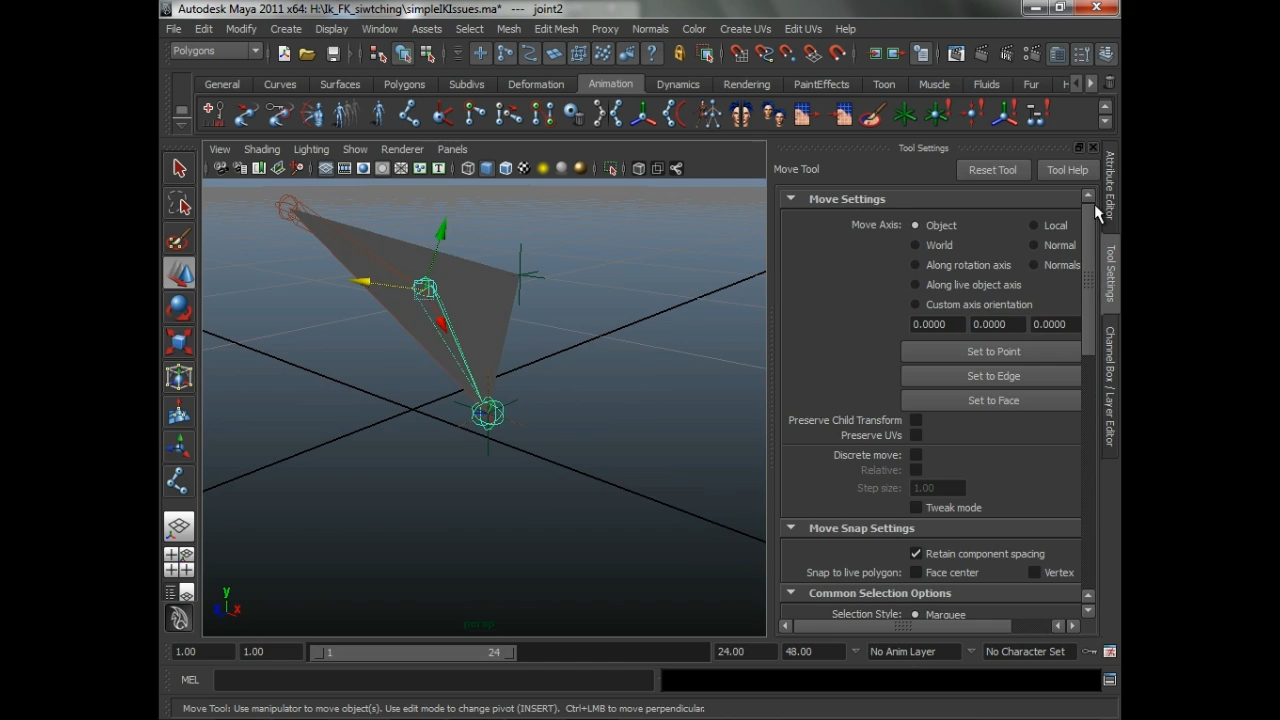 Autodesk Maya 2011 x64: H:\Ik_FK_siwtching\simpleIKIssues.ma* --- joint2
File Edit Modify Create Display Window Assets Select Mesh Edit Mesh Proxy Normals Color Create UVs Edit UVs Help
Polygons
General Curves Surfaces Polygons Subdivs Deformation Animation Dynamics Rendering PaintEffects Toon Muscle Fluids Fur
View Shading Lighting Show Renderer Panels
Tool Settings
Move Tool Reset Tool Tool Help
Move Settings
Move Axis: Object Local
World Normal
Along rotation axis Normals
Along live object axis
Custom axis orientation
0.0000 0.0000 0.0000
Set to Point
Set to Edge
Set to Face
Preserve Child Transform
Preserve UVs
Discrete move:
Relative:
Step size: 1.00
Tweak mode
Move Snap Settings
Retain component spacing
Snap to live polygon: Face center Vertex
Common Selection Options
Selection Style: Marquee
Attribute Editor
Tool Settings
Channel Box / Layer Editor
y
x
persp
1.00 1.00 1 24 24.00 48.00 No Anim Layer No Character Set
MEL
Move Tool: Use manipulator to move object(s). Use edit mode to change pivot (INSERT). Ctrl+LMB to move perpendicular.